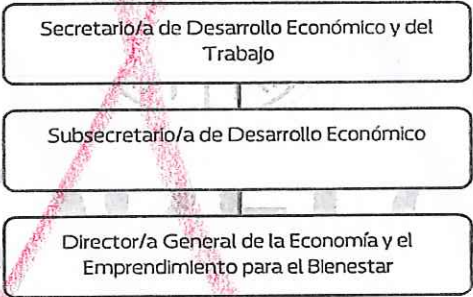 Secretario/a de Desarrollo Económico y del
Trabajo
Subsecretario/a de Desarrollo Económico
Director/a General de la Economía y el
Emprendimiento para el Bienestar